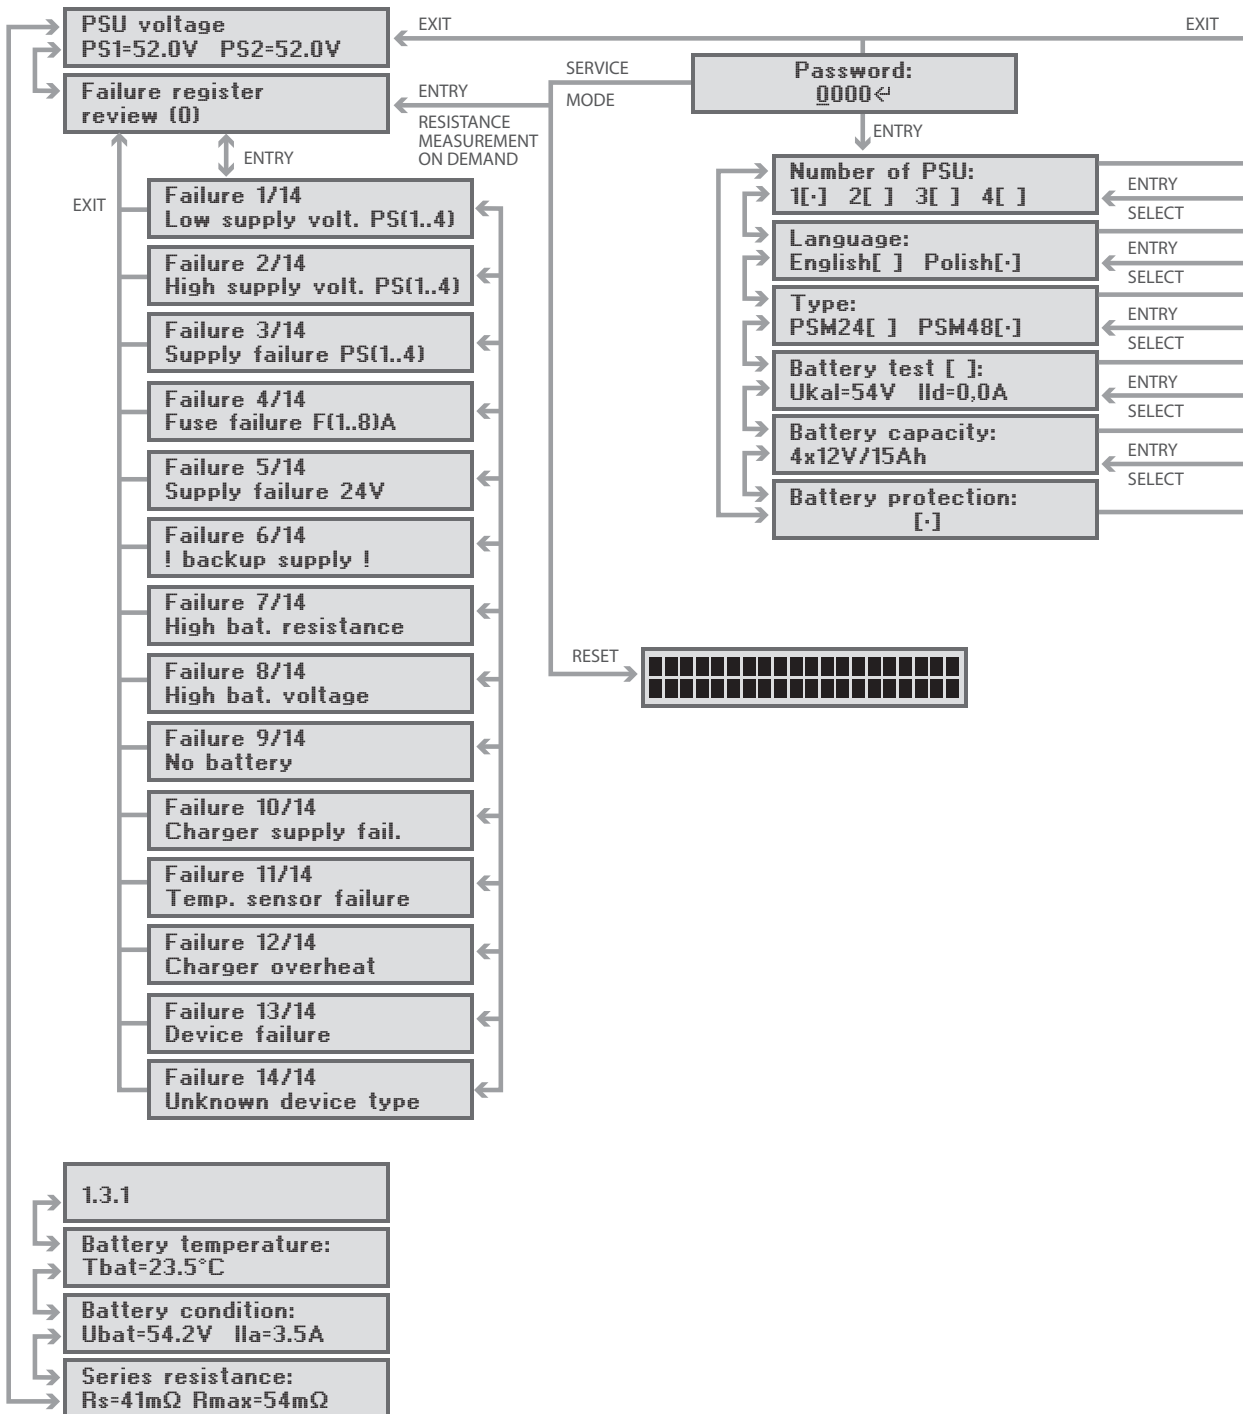 PSU voltage
PS1=52.0V PS2=52.0V
EXIT
EXIT
Failure register
review (0)
ENTRY
RESISTANCE
MEASUREMENT
ON DEMAND
SERVICE
MODE
Password:
0000↵
ENTRY
ENTRY
EXIT
Failure 1/14
Low supply volt. PS(1..4)
Failure 2/14
High supply volt. PS(1..4)
Failure 3/14
Supply failure PS(1..4)
Failure 4/14
Fuse failure F(1..8)A
Failure 5/14
Supply failure 24V
Failure 6/14
! backup supply !
Failure 7/14
High bat. resistance
Failure 8/14
High bat. voltage
Failure 9/14
No battery
Failure 10/14
Charger supply fail.
Failure 11/14
Temp. sensor failure
Failure 12/14
Charger overheat
Failure 13/14
Device failure
Failure 14/14
Unknown device type
Number of PSU:
1[·] 2[ ] 3[ ] 4[ ]
ENTRY
SELECT
Language:
English[ ] Polish[·]
ENTRY
SELECT
Type:
PSM24[ ] PSM48[·]
ENTRY
SELECT
Battery test [ ]:
Ukal=54V Ild=0,0A
ENTRY
SELECT
Battery capacity:
4x12V/15Ah
ENTRY
SELECT
Battery protection:
[·]
RESET
1.3.1
Battery temperature:
Tbat=23.5°C
Battery condition:
Ubat=54.2V Ila=3.5A
Series resistance:
Rs=41mΩ Rmax=54mΩ